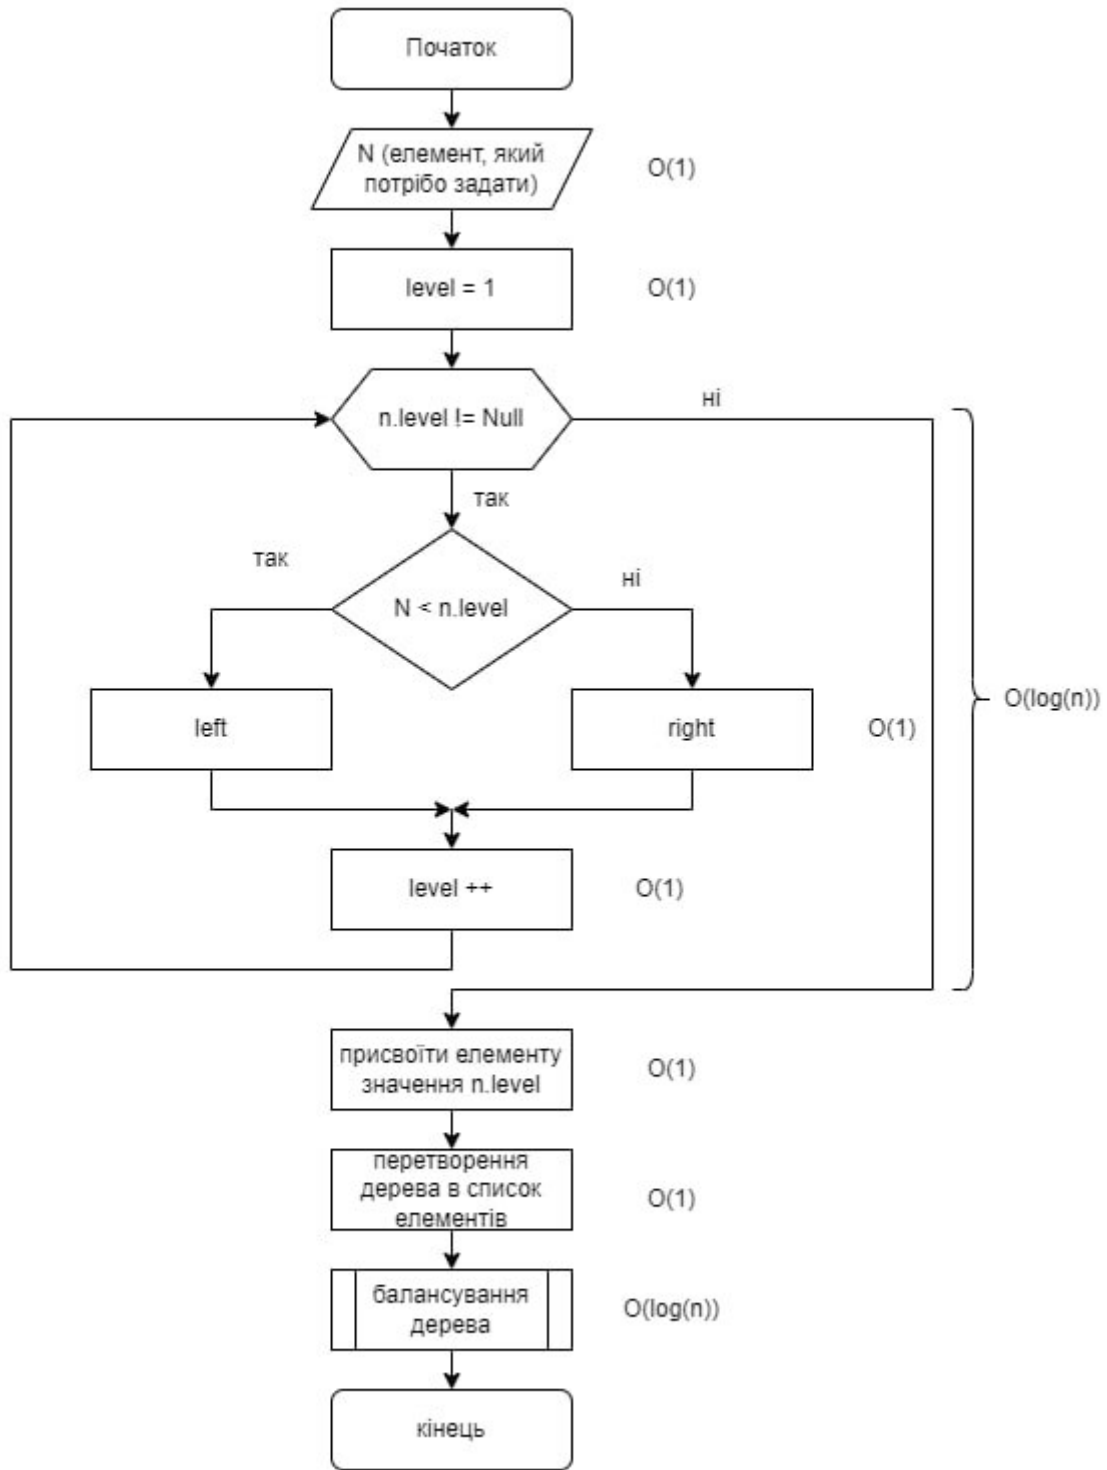 Початок
N (елемент, який
потрібо задати)
O(1)
level = 1
O(1)
n.level != Null
ні
так
N < n.level
так
ні
left
right
O(1)
O(log(n))
level ++
O(1)
присвоїти елементу
значення n.level
O(1)
перетворення
дерева в список
елементів
O(1)
балансування
дерева
O(log(n))
кінець